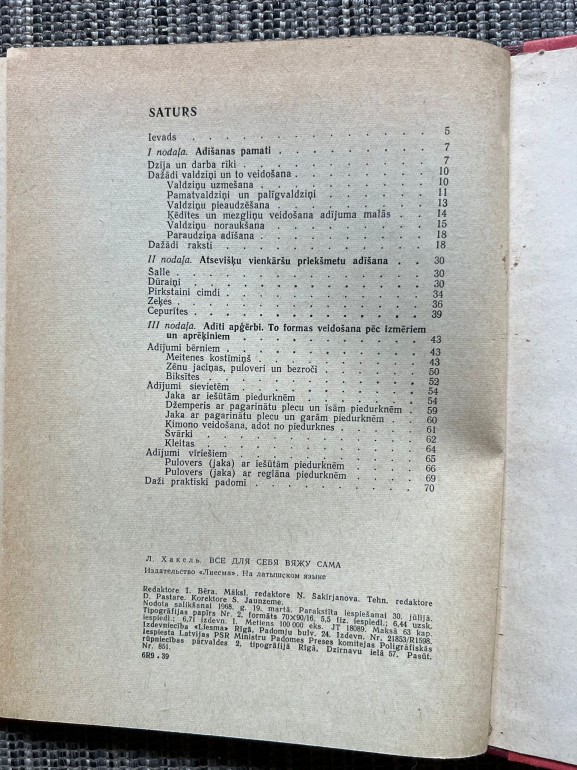 SATURS
Ievads . . . . . . . . . . . 5
I nodaļa. Adīšanas pamati . . . . . . . 7
Dzija un darba rīki . . . . . . . . 7
Dažādi valdziņi un to veidošana . . . . . . 10
Valdziņu uzmešana . . . . . . . 10
Pamatvaldziņi un palīgvaldziņi . . . . . 11
Valdziņu pieaudzēšana . . . . . . . 13
Ķēdītes un mezgliņu veidošana adījuma malās . . 14
Valdziņu noraukšana . . . . . . . 15
Paraudziņa adīšana . . . . . . . 18
Dažādi raksti . . . . . . . . . 18
II nodaļa. Atsevišķu vienkāršu priekšmetu adīšana . . 30
Šalle . . . . . . . . . . . 30
Dūraiņi . . . . . . . . . . 30
Pirkstaini cimdi . . . . . . . . . 34
Zeķes . . . . . . . . . . . 36
Cepurītes . . . . . . . . . . 39
III nodaļa. Adīti apģērbi. To formas veidošana pēc izmēriem
un aprēķiniem . . . . . . . 43
Adījumi bērniem . . . . . . . . . 43
Meitenes kostīmiņš . . . . . . . 43
Zēnu jaciņas, puloveri un bezroči . . . . 50
Biksītes . . . . . . . . . 52
Adījumi sievietēm . . . . . . . . 54
Jaka ar iešūtām piedurknēm . . . . . 54
Džemperis ar pagarinātu plecu un īsām piedurknēm . 59
Jaka ar pagarinātu plecu un garām piedurknēm . . 60
Kimono veidošana, adot no piedurknes . . . 61
Svārki . . . . . . . . . . 62
Kleitas . . . . . . . . . . 64
Adījumi vīriešiem . . . . . . . . 65
Pulovers (jaka) ar iešūtām piedurknēm . . . 66
Pulovers (jaka) ar reglāna piedurknēm . . . 69
Daži praktiski padomi . . . . . . . . 70
Л. Хакель. ВСЕ ДЛЯ СЕБЯ ВЯЖУ САМА
Издательство «Лиесма». На латышском языке
Redaktore I. Bēra. Māksl. redaktore N. Šakirjanova. Tehn. redaktore
D. Pastare. Korektore S. Jaunzeme.
Nodota salikšanai 1968. g. 19. martā. Parakstīta iespiešanai 30. jūlijā.
Tipogrāfijas papīrs Nr. 2, formāts 70×90/16. 5,5 fiz. iespiedl.; 6,44 uzsk.
iespiedl.; 6,71 izdevn. l. Metiens 100 000 eks. JT 18089. Maksā 63 kap.
Izdevniecība «Liesma» Rīgā, Padomju bulv. 24. Izdevn. Nr. 21853/R1598.
Iespiesta Latvijas PSR Ministru Padomes Preses komitejas Poligrāfiskās
rūpniecības pārvaldes 2. tipogrāfijā Rīgā, Dzirnavu ielā 57. Pasūt.
Nr. 851.
6R9.39